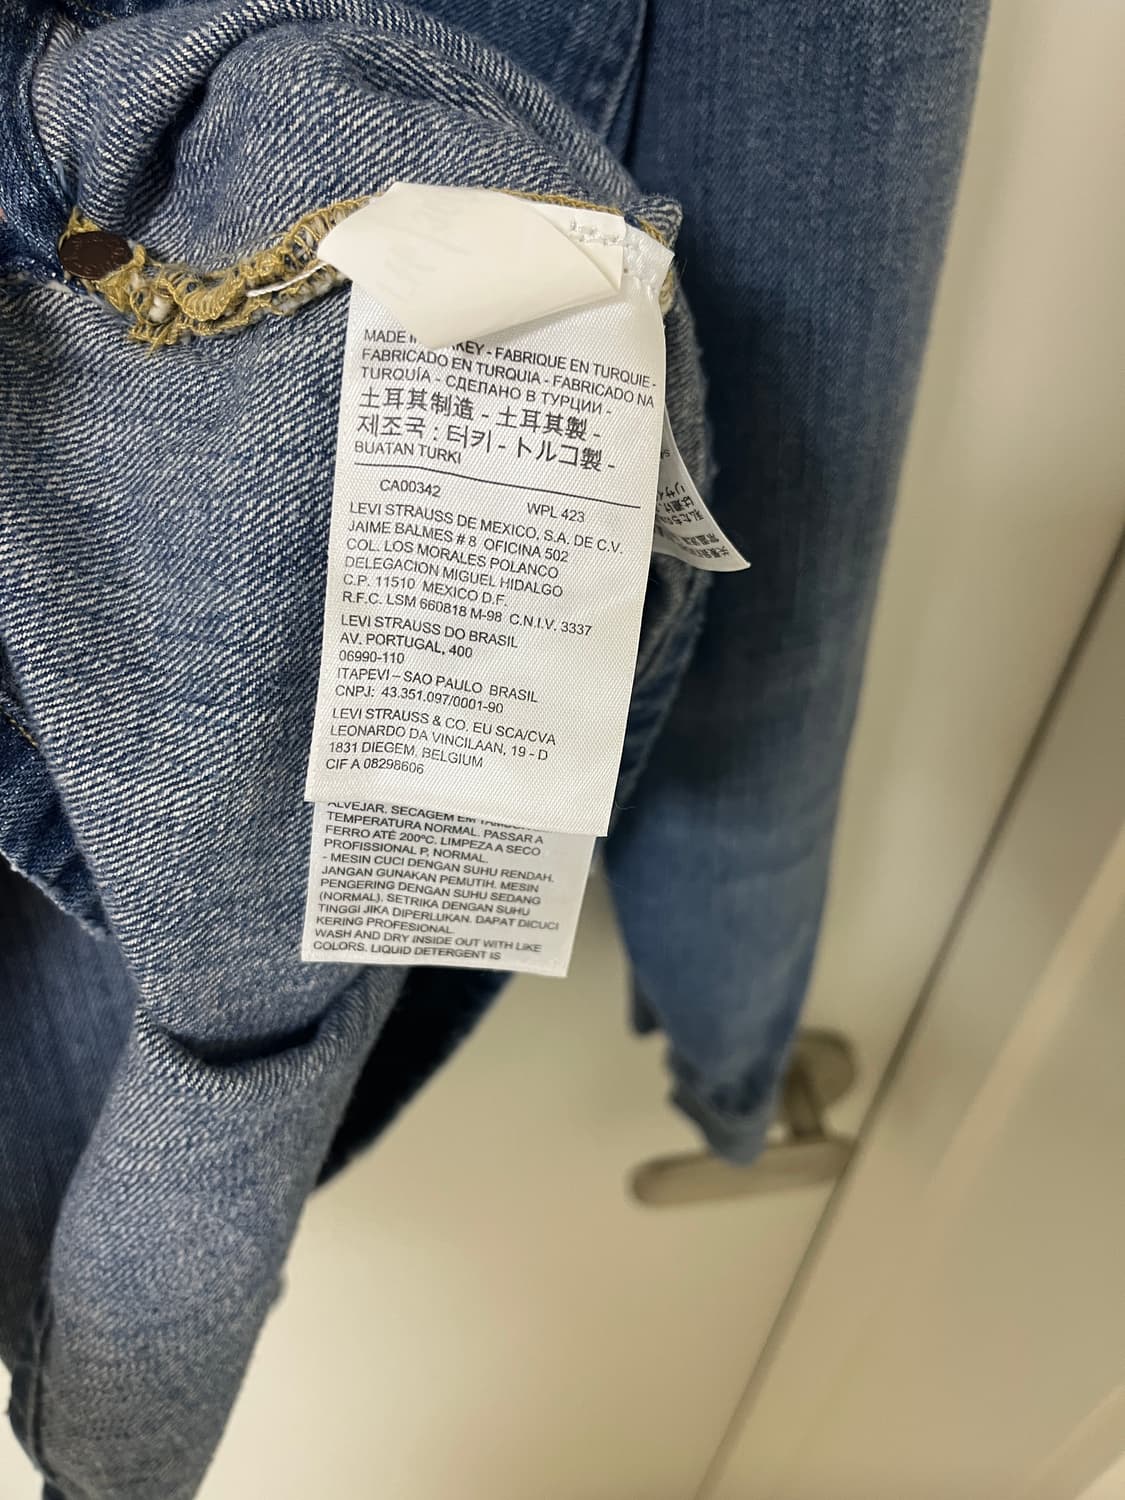 MADE I KEY - FABRIQUE EN TURQUIE -
FABRICADO EN TURQUIA - FABRICADO NA
TURQUÍA - СДЕЛАНО В ТУРЦИИ -
土耳其制造 - 土耳其製 -
제조국 : 터키 - トルコ製 -
BUATAN TURKI
CA00342 WPL 423
LEVI STRAUSS DE MEXICO, S.A. DE C.V.
JAIME BALMES # 8 OFICINA 502
COL. LOS MORALES POLANCO
DELEGACION MIGUEL HIDALGO
C.P. 11510 MEXICO D.F.
R.F.C. LSM 660818 M-98 C.N.I.V. 3337
LEVI STRAUSS DO BRASIL
AV. PORTUGAL, 400
06990-110
ITAPEVI – SAO PAULO BRASIL
CNPJ: 43.351.097/0001-90
LEVI STRAUSS & CO. EU SCA/CVA
LEONARDO DA VINCILAAN, 19 - D
1831 DIEGEM, BELGIUM
CIF A 08298606
ALVEJAR. SECAGEM EM
TEMPERATURA NORMAL. PASSAR A
FERRO ATÉ 200ºC. LIMPEZA A SECO
PROFISSIONAL P, NORMAL.
- MESIN CUCI DENGAN SUHU RENDAH.
JANGAN GUNAKAN PEMUTIH. MESIN
PENGERING DENGAN SUHU SEDANG
(NORMAL). SETRIKA DENGAN SUHU
TINGGI JIKA DIPERLUKAN. DAPAT DICUCI
KERING PROFESIONAL.
WASH AND DRY INSIDE OUT WITH LIKE
COLORS. LIQUID DETERGENT IS